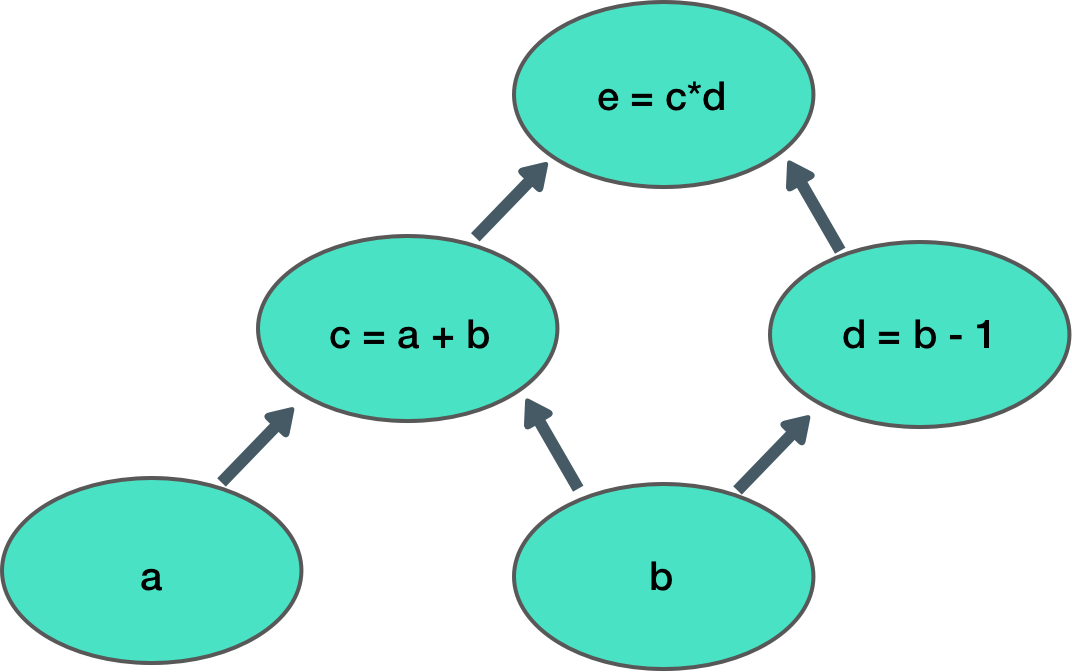 e = c*d
c = a + b
d = b - 1
a
b